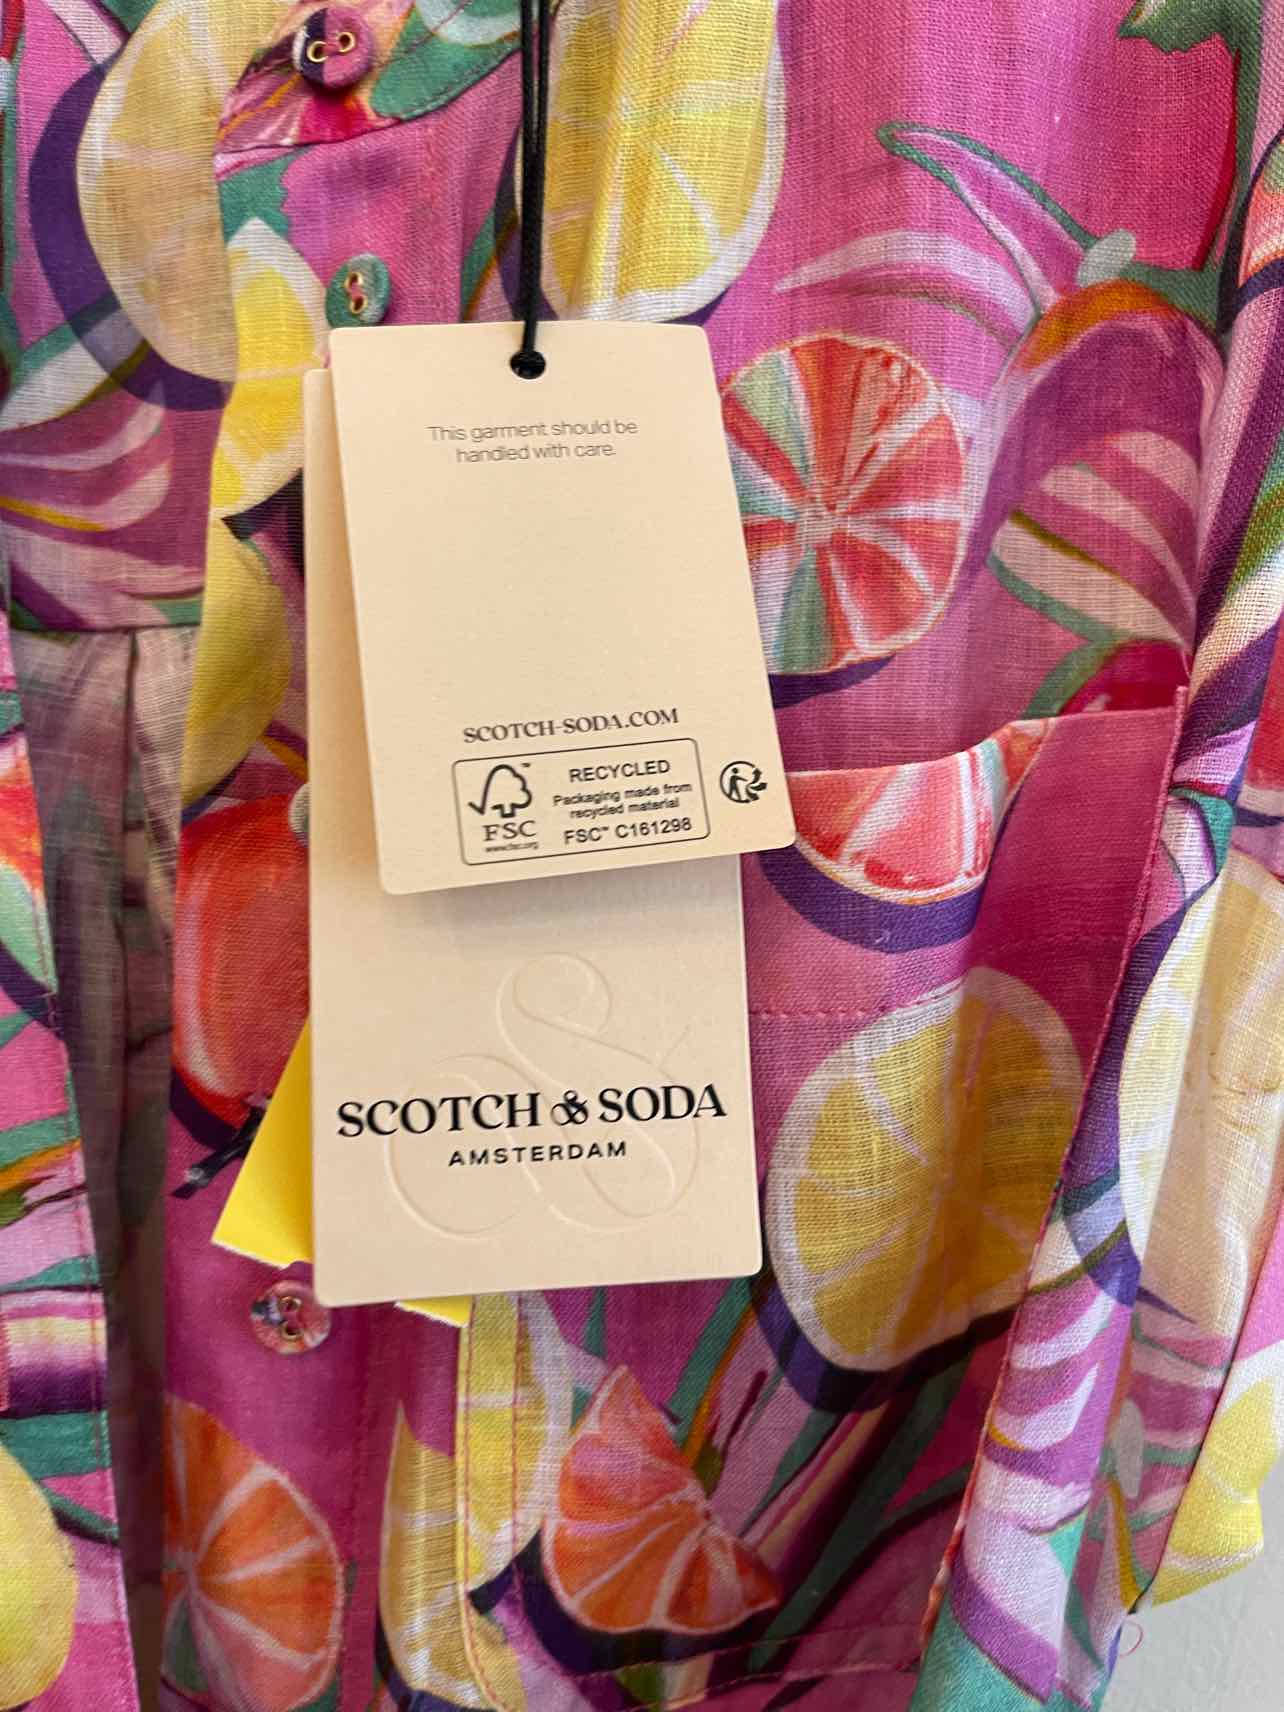 This garment should be
handled with care.
SCOTCH-SODA.COM
FSC
www.fsc.org
RECYCLED
Packaging made from
recycled material
FSC™ C161298
SCOTCH & SODA
AMSTERDAM